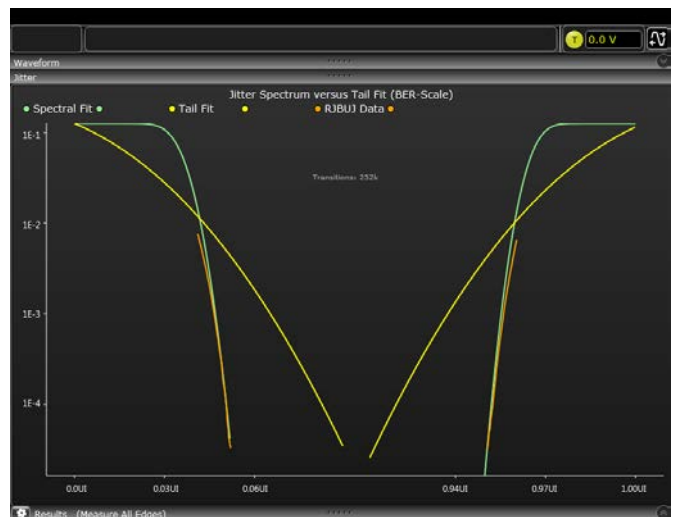 T 0.0 V
Waveform
Jitter
Jitter Spectrum versus Tail Fit (BER-Scale)
Spectral Fit Tail Fit RJBUJ Data
1E-1
Transitions: 252k
1E-2
1E-3
1E-4
0.0UI 0.03UI 0.06UI 0.94UI 0.97UI 1.00UI
Results (Measure All Edges)